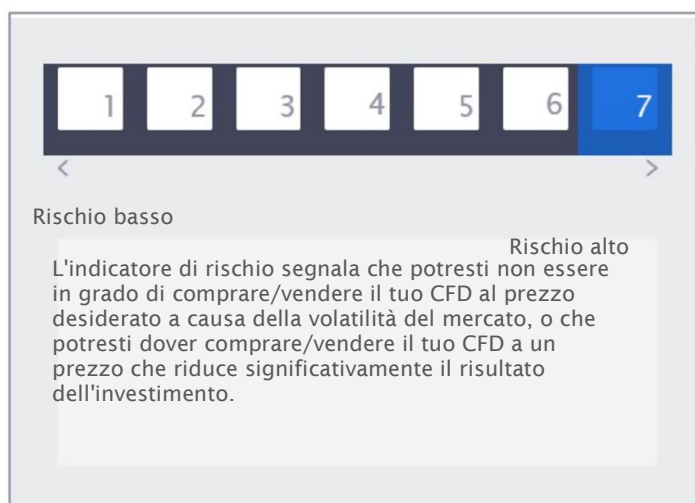 1 2 3 4 5 6 7
< >
Rischio basso
Rischio alto
L'indicatore di rischio segnala che potresti non essere
in grado di comprare/vendere il tuo CFD al prezzo
desiderato a causa della volatilità del mercato, o che
potresti dover comprare/vendere il tuo CFD a un
prezzo che riduce significativamente il risultato
dell'investimento.